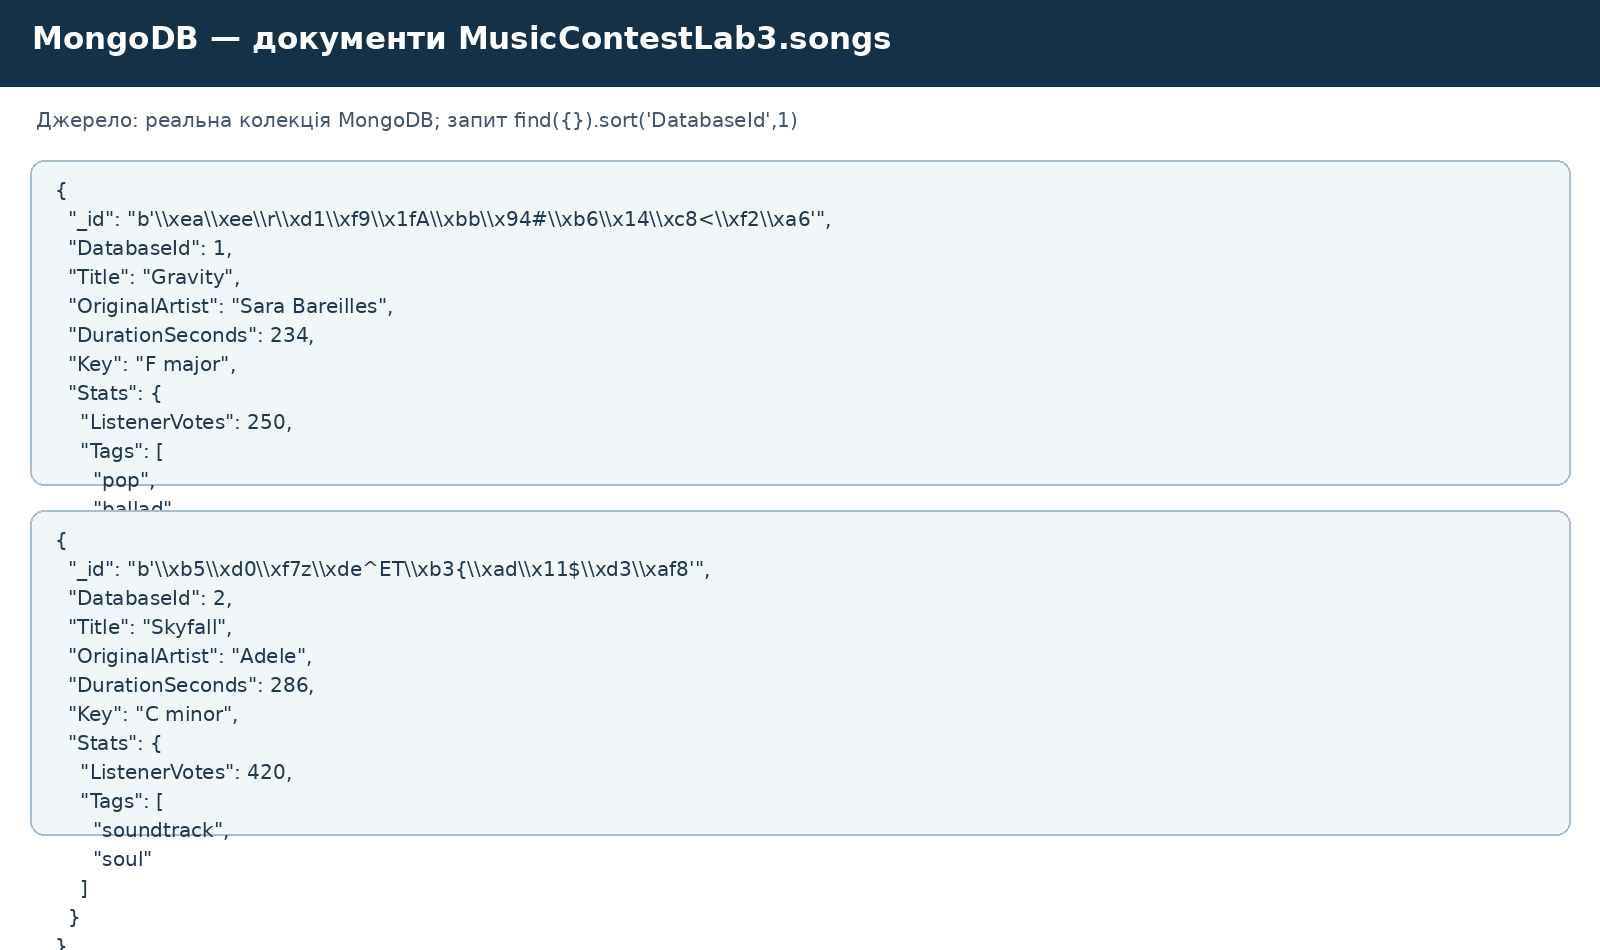 MongoDB — документи MusicContestLab3.songs
Джерело: реальна колекція MongoDB; запит find({}).sort('DatabaseId',1)
{
"_id": "b'\\xea\\xee\\r\\xd1\\xf9\\x1fA\\xbb\\x94#\\xb6\\x14\\xc8<\\xf2\\xa6'",
"DatabaseId": 1,
"Title": "Gravity",
"OriginalArtist": "Sara Bareilles",
"DurationSeconds": 234,
"Key": "F major",
"Stats": {
"ListenerVotes": 250,
"Tags": [
"pop",
"ballad"
{
"_id": "b'\\xb5\\xd0\\xf7z\\xde^ET\\xb3{\\xad\\x11$\\xd3\\xaf8'",
"DatabaseId": 2,
"Title": "Skyfall",
"OriginalArtist": "Adele",
"DurationSeconds": 286,
"Key": "C minor",
"Stats": {
"ListenerVotes": 420,
"Tags": [
"soundtrack",
"soul"
]
}
}